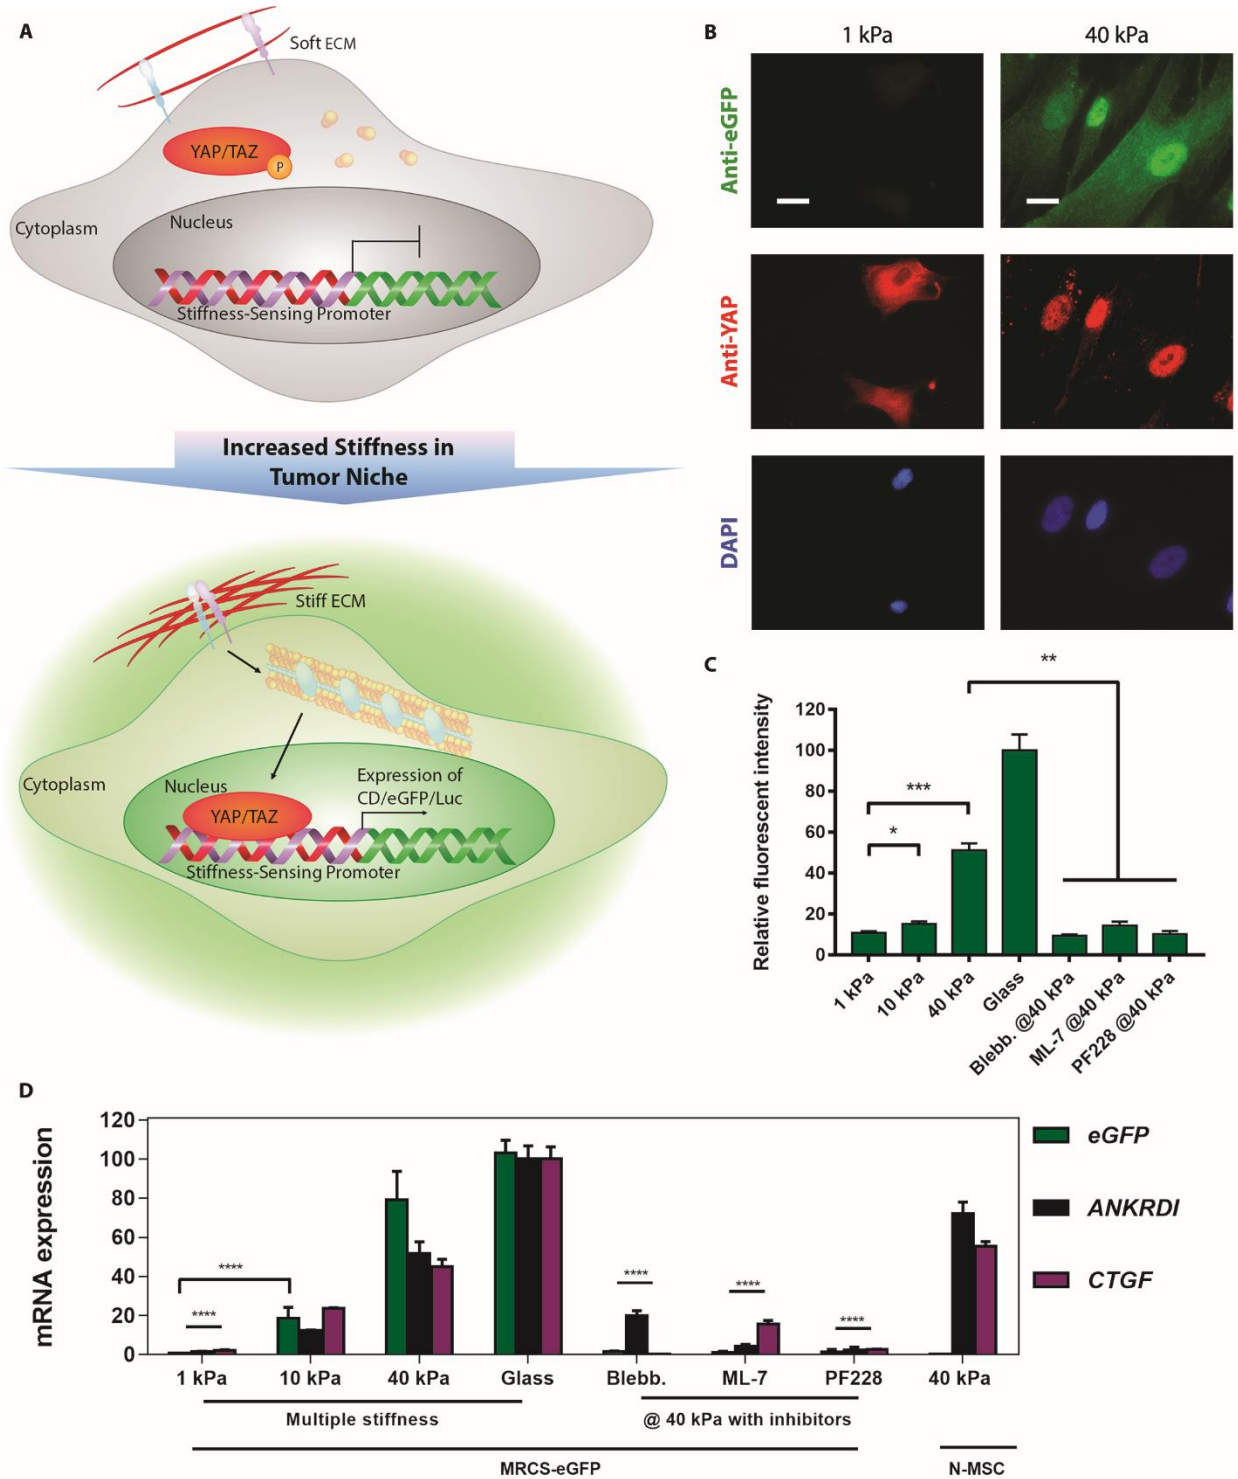 A
Soft ECM
YAP/TAZ
P
Cytoplasm
Nucleus
Stiffness-Sensing Promoter
Increased Stiffness in
Tumor Niche
Stiff ECM
Cytoplasm
Nucleus
Expression of
CD/eGFP/Luc
YAP/TAZ
Stiffness-Sensing Promoter
B
1 kPa
40 kPa
Anti-eGFP
Anti-YAP
DAPI
C
**
***
*
Relative fluorescent intensity
120
100
80
60
40
20
0
1 kPa
10 kPa
40 kPa
Glass
Blebb. @40 kPa
ML-7 @40 kPa
PF228 @40 kPa
D
mRNA expression
120
100
80
60
40
20
0
****
****
****
****
****
1 kPa
10 kPa
40 kPa
Glass
Blebb.
ML-7
PF228
40 kPa
Multiple stiffness
@ 40 kPa with inhibitors
MRCS-eGFP
N-MSC
eGFP
ANKRDI
CTGF